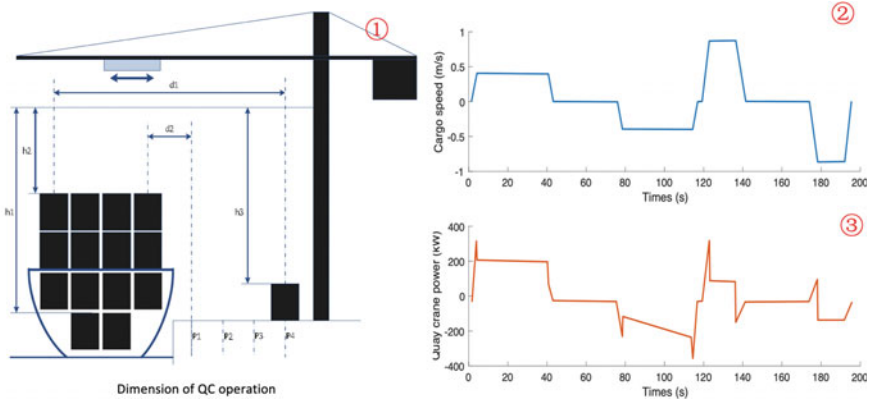 ①
d1
d2
h2
h1
h3
P1 P2 P3 P4
Dimension of QC operation
②
Cargo speed (m/s)
1
0.5
0
-0.5
-1
0 20 40 60 80 100 120 140 160 180 200
Times (s)
③
Quay crane power (kW)
400
200
0
-200
-400
0 20 40 60 80 100 120 140 160 180 200
Times (s)